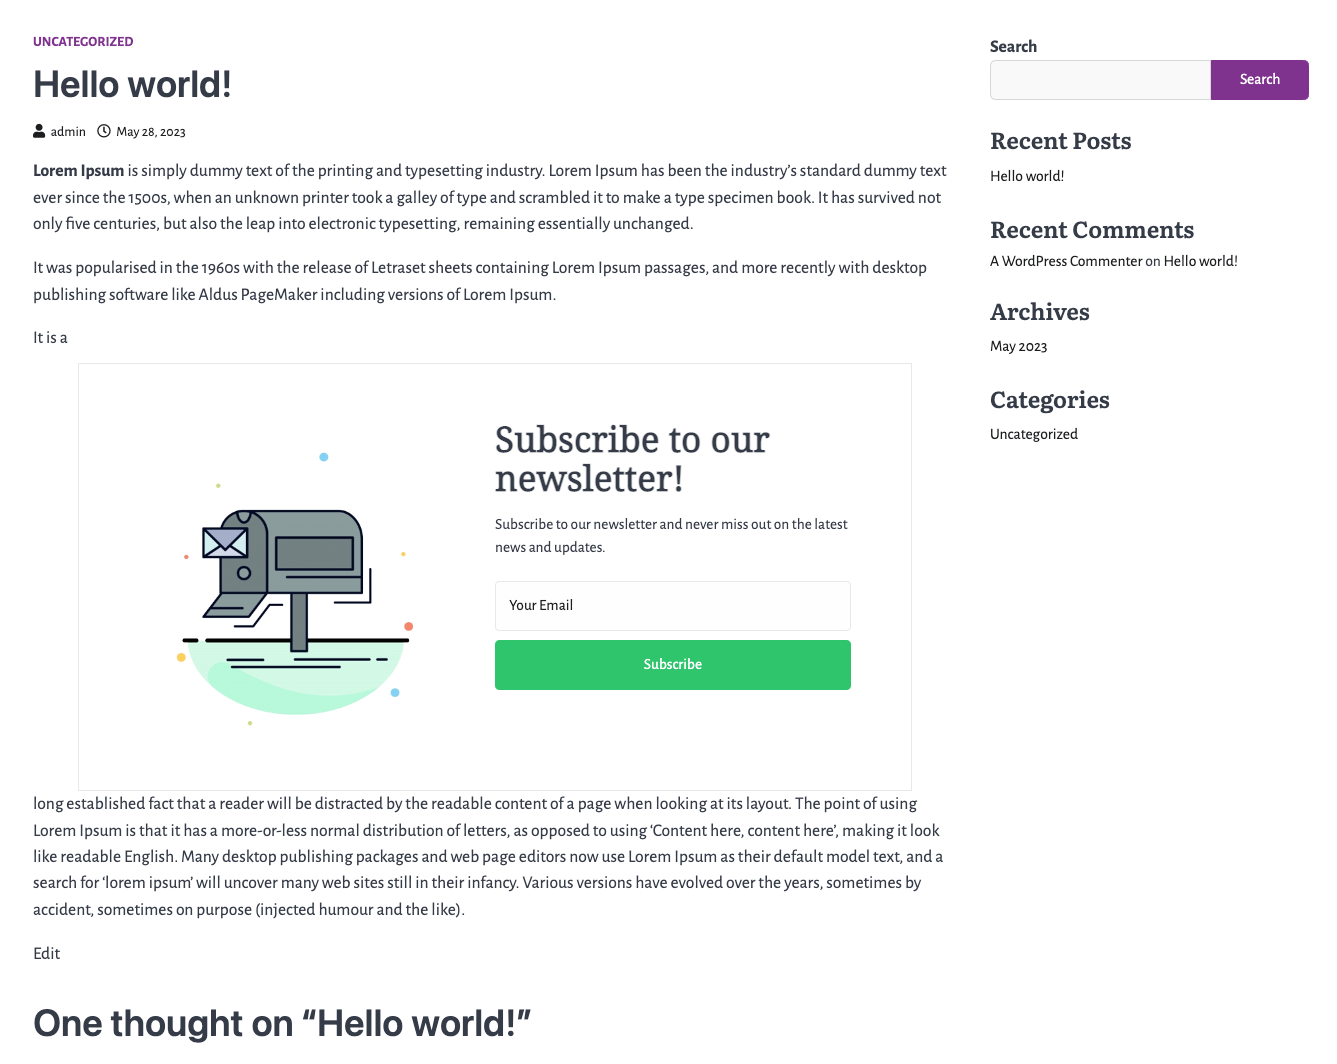 UNCATEGORIZED
Hello world!
admin May 28, 2023
Lorem Ipsum is simply dummy text of the printing and typesetting industry. Lorem Ipsum has been the industry’s standard dummy text
ever since the 1500s, when an unknown printer took a galley of type and scrambled it to make a type specimen book. It has survived not
only five centuries, but also the leap into electronic typesetting, remaining essentially unchanged.
It was popularised in the 1960s with the release of Letraset sheets containing Lorem Ipsum passages, and more recently with desktop
publishing software like Aldus PageMaker including versions of Lorem Ipsum.
It is a
Subscribe to our
newsletter!
Subscribe to our newsletter and never miss out on the latest
news and updates.
Your Email
Subscribe
long established fact that a reader will be distracted by the readable content of a page when looking at its layout. The point of using
Lorem Ipsum is that it has a more-or-less normal distribution of letters, as opposed to using ‘Content here, content here’, making it look
like readable English. Many desktop publishing packages and web page editors now use Lorem Ipsum as their default model text, and a
search for ‘lorem ipsum’ will uncover many web sites still in their infancy. Various versions have evolved over the years, sometimes by
accident, sometimes on purpose (injected humour and the like).
Edit
One thought on “Hello world!”
Search
Search
Recent Posts
Hello world!
Recent Comments
A WordPress Commenter on Hello world!
Archives
May 2023
Categories
Uncategorized